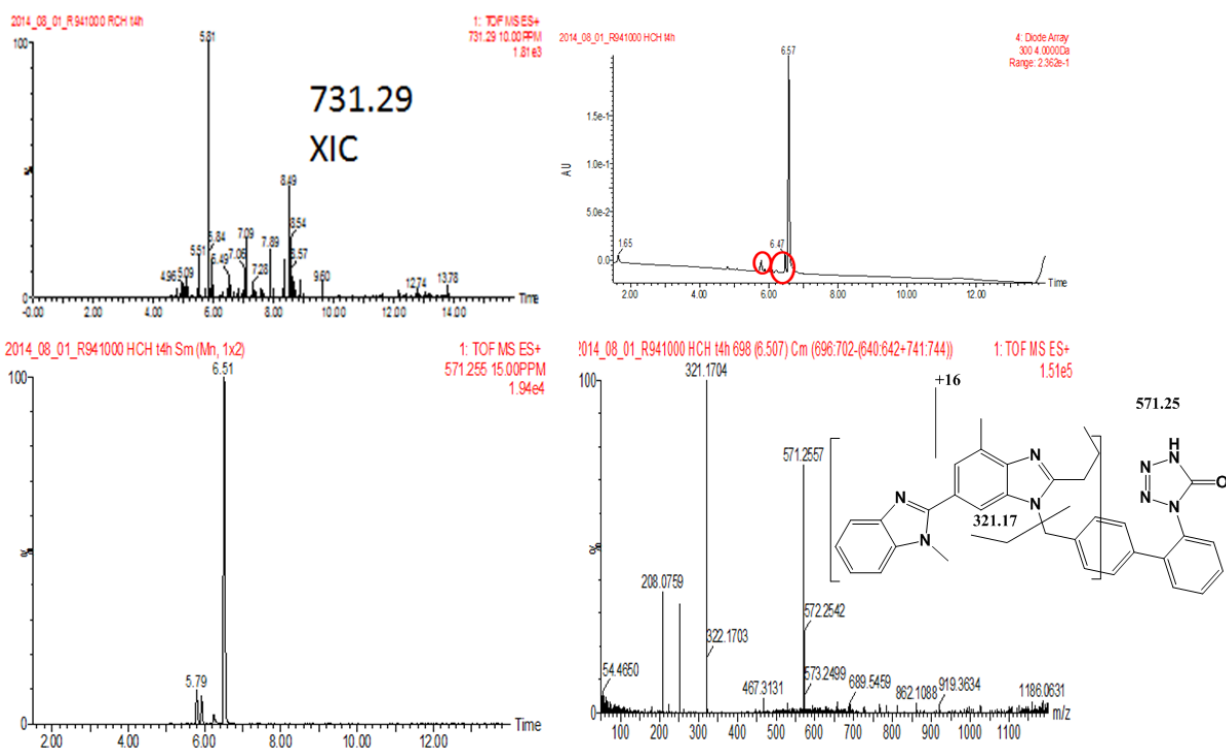 2014_08_01_R941000 RCH t4h
1: TOF MS ES+
731.29 10.00PPM
1.81e3
100
5.81
731.29
XIC
8.49
8.54
7.09
5.84
7.89
5.51
7.06
8.57
6.49
5.09
4.96
7.28
9.60
12.74
13.78
Time
-0.00 2.00 4.00 6.00 8.00 10.00 12.00 14.00
2014_08_01_R941000 HCH t4h
4: Diode Array
300 4.0000Da
Range: 2.362e-1
6.57
1.5e-1
1.0e-1
AU
5.0e-2
6.47
1.65
0.0
Time
2.00 4.00 6.00 8.00 10.00 12.00
2014_08_01_R941000 HCH t4h Sm (Mn, 1x2)
1: TOF MS ES+
571.255 15.00PPM
1.94e4
100
6.51
%
5.79
0
Time
2.00 4.00 6.00 8.00 10.00 12.00
2014_08_01_R941000 HCH t4h 698 (6.507) Cm (696:702-(640:642+741:744))
1: TOF MS ES+
1.51e5
100
321.1704
+16
571.25
571.2557
H
N
N
N
N
N
N
N
N
O
321.17
%
208.0759
572.2542
322.1703
54.4650
573.2499
467.3131
689.5459
862.1088
919.3634
1186.0631
0
m/z
100 200 300 400 500 600 700 800 900 1000 1100